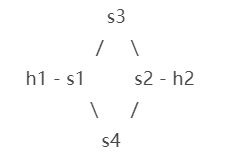 s3
/ \
h1 - s1 s2 - h2
\ /
s4